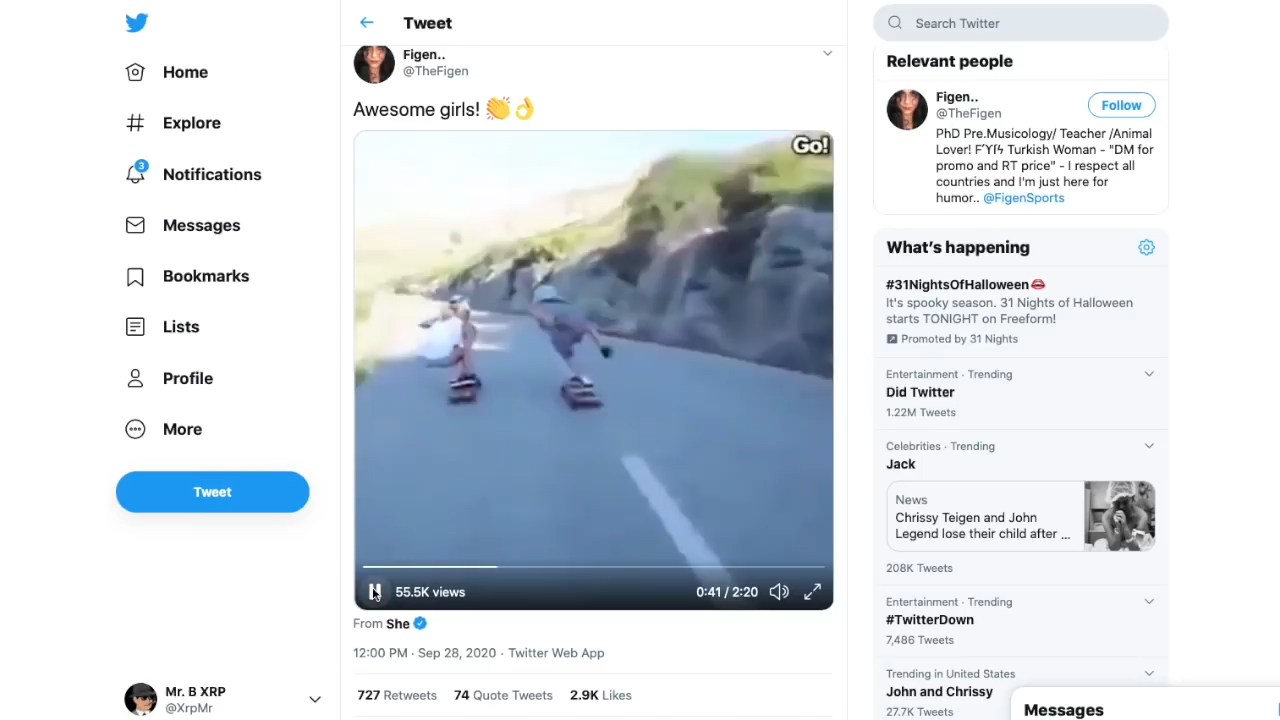 Home
Explore
3
Notifications
Messages
Bookmarks
Lists
Profile
More
Tweet
Mr. B XRP
@XrpMr
Tweet
Figen..
@TheFigen
Awesome girls! 👏👌
Go!
55.5K views
0:41 / 2:20
From She
12:00 PM · Sep 28, 2020 · Twitter Web App
727 Retweets 74 Quote Tweets 2.9K Likes
Search Twitter
Relevant people
Figen..
@TheFigen
Follow
PhD Pre.Musicology/ Teacher /Animal
Lover! Turkish Woman - "DM for
promo and RT price" - I respect all
countries and I'm just here for
humor.. @FigenSports
What's happening
#31NightsOfHalloween
It's spooky season. 31 Nights of Halloween
starts TONIGHT on Freeform!
Promoted by 31 Nights
Entertainment · Trending
Did Twitter
1.22M Tweets
Celebrities · Trending
Jack
News
Chrissy Teigen and John
Legend lose their child after ...
208K Tweets
Entertainment · Trending
#TwitterDown
7,486 Tweets
Trending in United States
John and Chrissy
27.7K Tweets
Messages